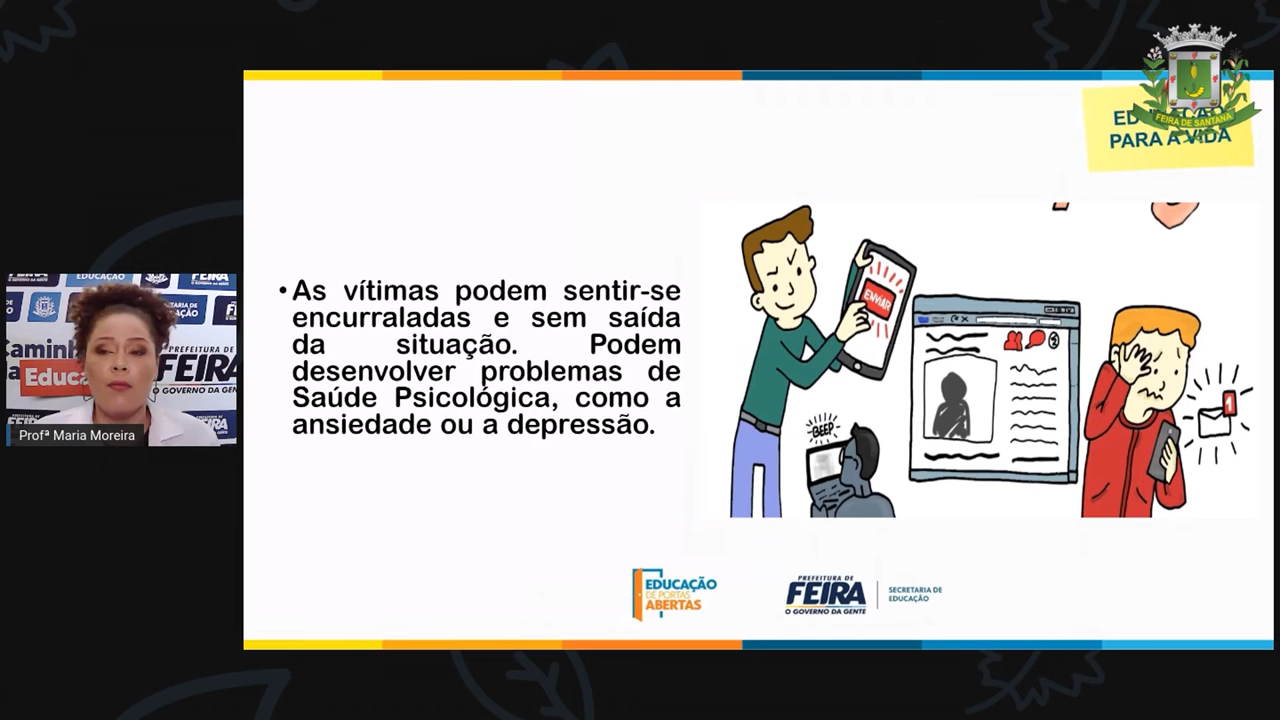 FEIRA DE SANTANA
PARA A VIDA
•As vítimas podem sentir-se
encurraladas e sem saída
da situação. Podem
desenvolver problemas de
Saúde Psicológica, como a
ansiedade ou a depressão.
ENVIAR
BEEP
1
EDUCAÇÃO
FEIRA
PREFEITURA DE
FEIRA
O GOVERNO DA GENTE
Profª Maria Moreira
EDUCAÇÃO
DE PORTAS
ABERTAS
PREFEITURA DE
FEIRA
O GOVERNO DA GENTE
SECRETARIA DE
EDUCAÇÃO